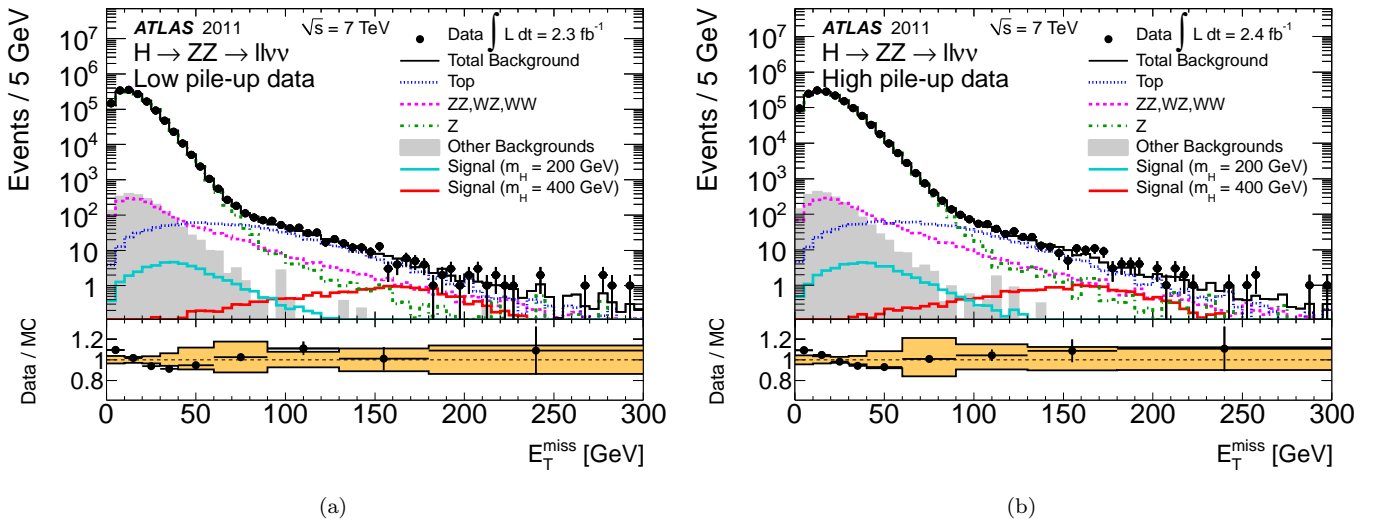 Events / 5 GeV
10⁷
10⁶
10⁵
10⁴
10³
10²
10
1
ATLAS 2011
√s = 7 TeV
H → ZZ → llνν
Low pile-up data
Data ∫ L dt = 2.3 fb⁻¹
Total Background
Top
ZZ,WZ,WW
Z
Other Backgrounds
Signal (m_H = 200 GeV)
Signal (m_H = 400 GeV)
Data / MC
1.2
1
0.8
0 50 100 150 200 250 300
E_T^miss [GeV]
(a)
Events / 5 GeV
10⁷
10⁶
10⁵
10⁴
10³
10²
10
1
ATLAS 2011
√s = 7 TeV
H → ZZ → llνν
High pile-up data
Data ∫ L dt = 2.4 fb⁻¹
Total Background
Top
ZZ,WZ,WW
Z
Other Backgrounds
Signal (m_H = 200 GeV)
Signal (m_H = 400 GeV)
Data / MC
1.2
1
0.8
0 50 100 150 200 250 300
E_T^miss [GeV]
(b)